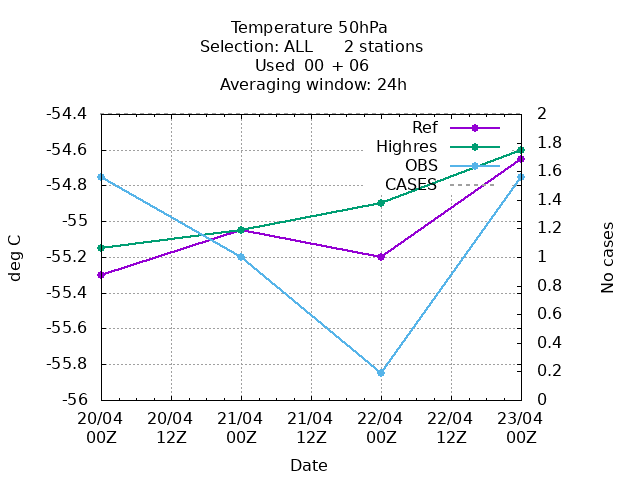 Temperature 50hPa
Selection: ALL 2 stations
Used 00 + 06
Averaging window: 24h
-54.4
-54.6
-54.8
-55
-55.2
-55.4
-55.6
-55.8
-56
deg C
Ref
Highres
OBS
CASES
2
1.8
1.6
1.4
1.2
1
0.8
0.6
0.4
0.2
0
No cases
20/04 20/04 21/04 21/04 22/04 22/04 23/04
00Z 12Z 00Z 12Z 00Z 12Z 00Z
Date